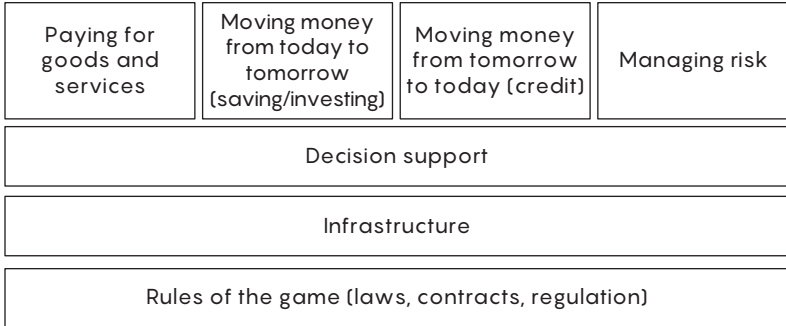 Paying for
goods and
services
Moving money
from today to
tomorrow
(saving/investing)
Moving money
from tomorrow
to today (credit)
Managing risk
Decision support
Infrastructure
Rules of the game (laws, contracts, regulation)